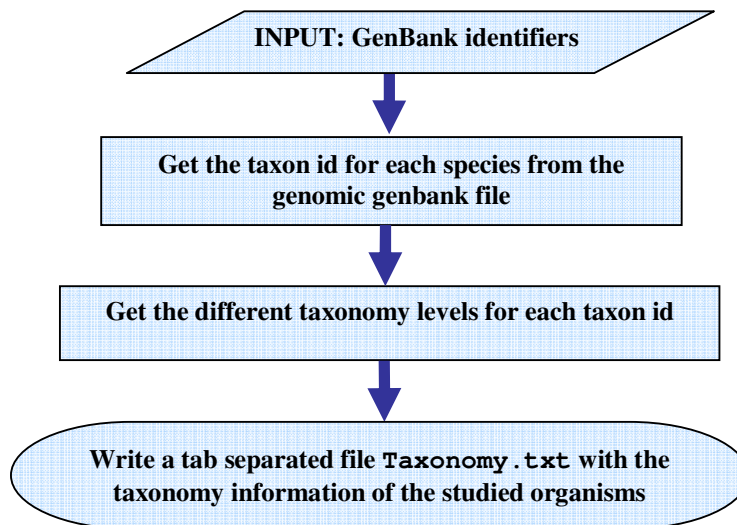 INPUT: GenBank identifiers
Get the taxon id for each species from the
genomic genbank file
Get the different taxonomy levels for each taxon id
Write a tab separated file Taxonomy.txt with the
taxonomy information of the studied organisms